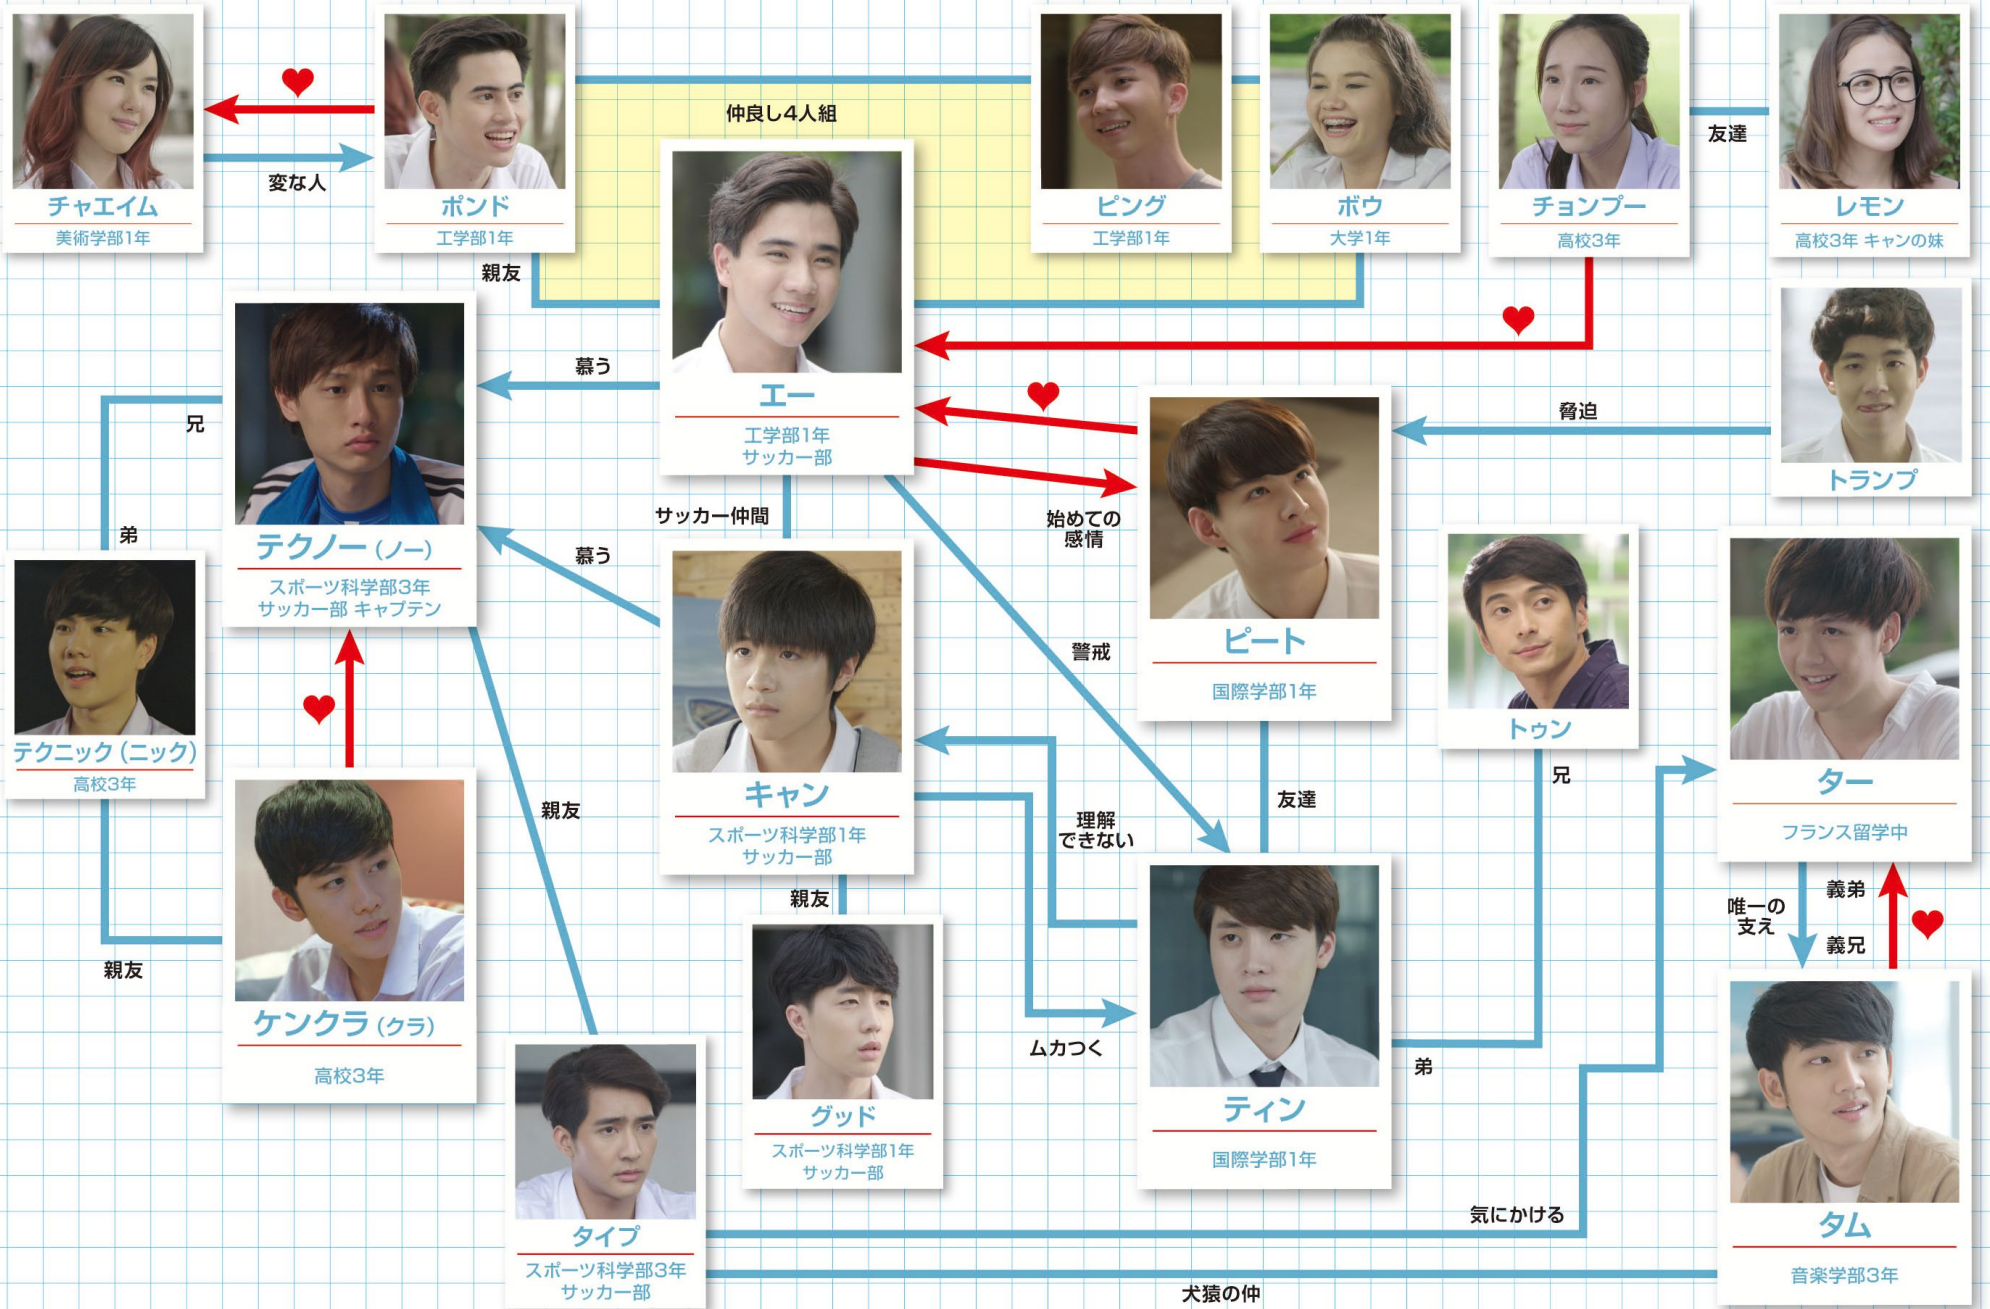 チャエイム
美術学部1年
変な人
ポンド
工学部1年
親友
仲良し4人組
ピング
工学部1年
ボウ
大学1年
チョンプー
高校3年
友達
レモン
高校3年 キャンの妹
エー
工学部1年
サッカー部
慕う
兄
弟
テクノー(ノー)
スポーツ科学部3年
サッカー部 キャプテン
サッカー仲間
慕う
始めての
感情
脅迫
トランプ
ピート
国際学部1年
警戒
友達
トゥン
兄
弟
ター
フランス留学中
唯一の
支え
義弟
義兄
テクニック(ニック)
高校3年
親友
ケンクラ(クラ)
高校3年
親友
キャン
スポーツ科学部1年
サッカー部
親友
理解
できない
ムカつく
グッド
スポーツ科学部1年
サッカー部
ティン
国際学部1年
タイプ
スポーツ科学部3年
サッカー部
気にかける
犬猿の仲
タム
音楽学部3年